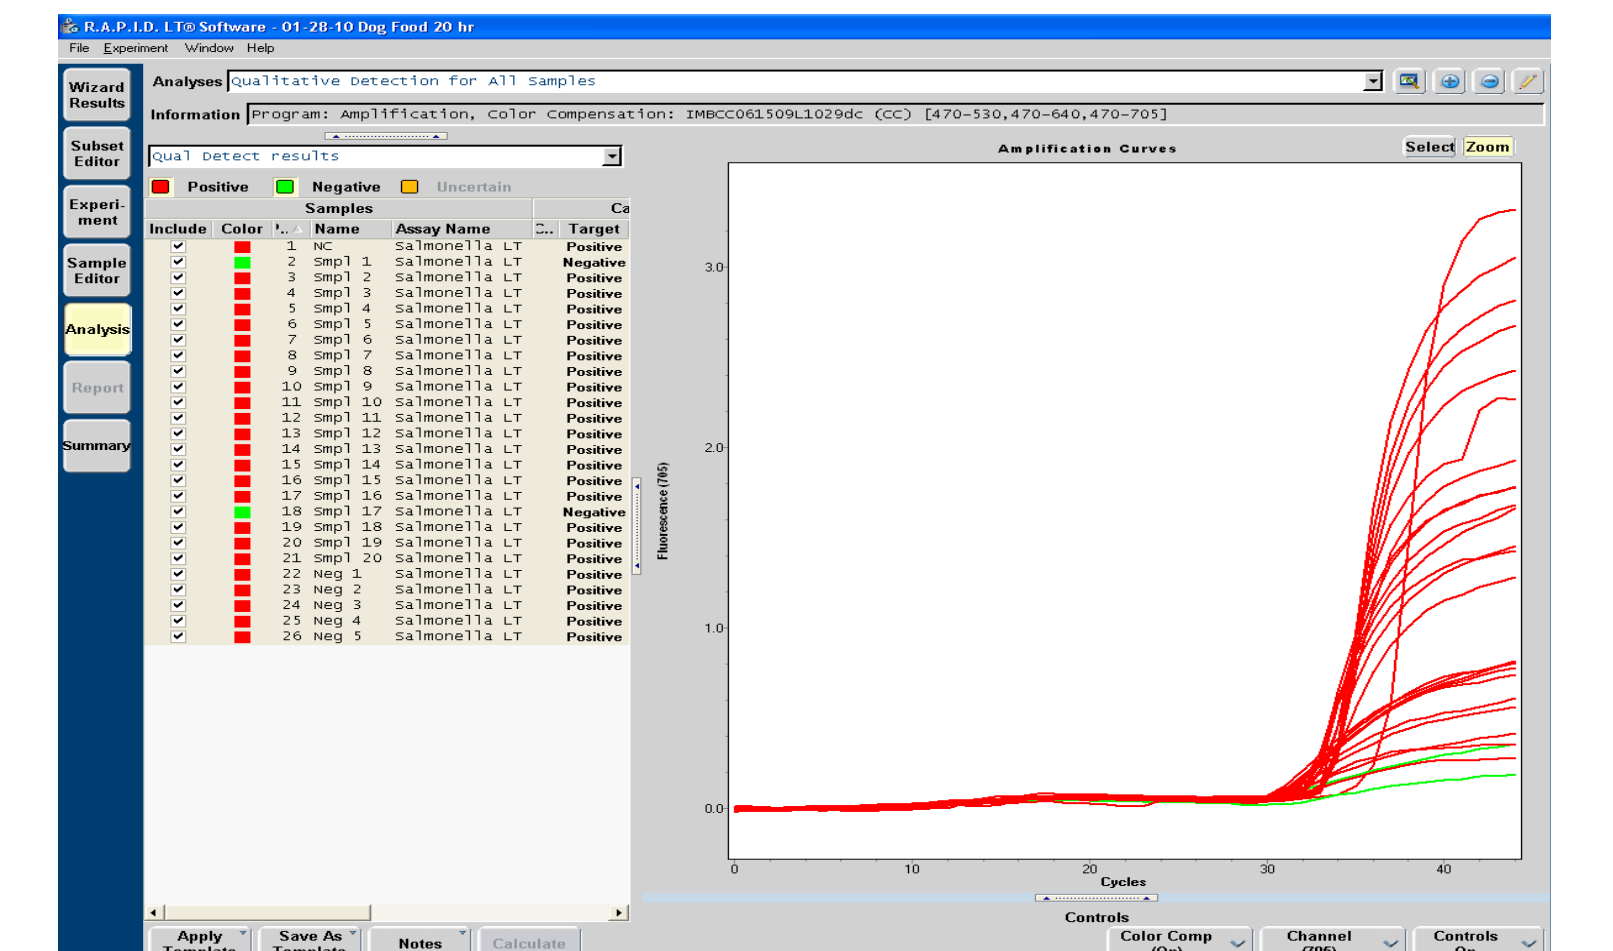 R.A.P.I.D. LT® Software - 01-28-10 Dog Food 20 hr
File Experiment Window Help
Wizard Results
Subset Editor
Experi-ment
Sample Editor
Analysis
Report
Summary
Analyses Qualitative Detection for All Samples
Information Program: Amplification, Color Compensation: IMBCC061509L1029dc (CC) [470-530,470-640,470-705]
Qual Detect results
Positive Negative Uncertain
Samples Ca
Include Color Name Assay Name C.. Target
1 NC Salmonella LT Positive
2 Smpl 1 Salmonella LT Negative
3 Smpl 2 Salmonella LT Positive
4 Smpl 3 Salmonella LT Positive
5 Smpl 4 Salmonella LT Positive
6 Smpl 5 Salmonella LT Positive
7 Smpl 6 Salmonella LT Positive
8 Smpl 7 Salmonella LT Positive
9 Smpl 8 Salmonella LT Positive
10 Smpl 9 Salmonella LT Positive
11 Smpl 10 Salmonella LT Positive
12 Smpl 11 Salmonella LT Positive
13 Smpl 12 Salmonella LT Positive
14 Smpl 13 Salmonella LT Positive
15 Smpl 14 Salmonella LT Positive
16 Smpl 15 Salmonella LT Positive
17 Smpl 16 Salmonella LT Positive
18 Smpl 17 Salmonella LT Negative
19 Smpl 18 Salmonella LT Positive
20 Smpl 19 Salmonella LT Positive
21 Smpl 20 Salmonella LT Positive
22 Neg 1 Salmonella LT Positive
23 Neg 2 Salmonella LT Positive
24 Neg 3 Salmonella LT Positive
25 Neg 4 Salmonella LT Positive
26 Neg 5 Salmonella LT Positive
Amplification Curves
Select Zoom
3.0
2.0
1.0
0.0
Fluorescence (705)
0 10 20 30 40
Cycles
Controls
Apply Template
Save As Template
Notes
Calculate
Color Comp (On)
Channel (705)
Controls On